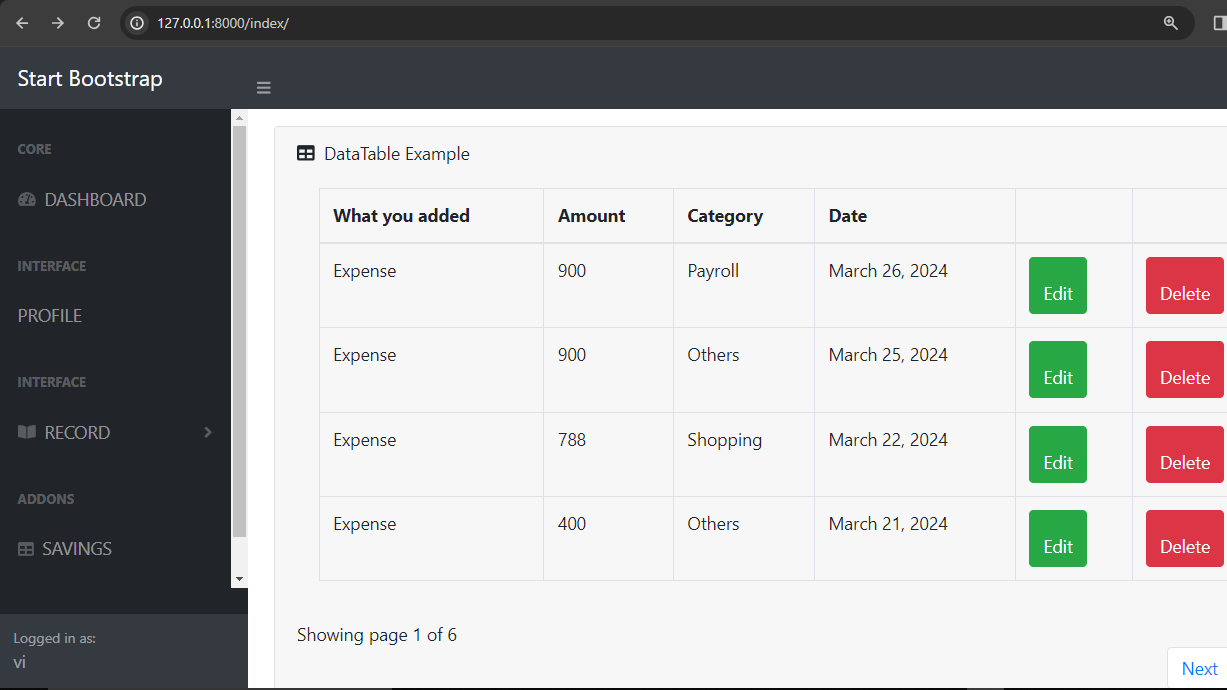 127.0.0.1:8000/index/
Start Bootstrap
CORE
DASHBOARD
INTERFACE
PROFILE
INTERFACE
RECORD
ADDONS
SAVINGS
Logged in as:
vi
DataTable Example
What you added Amount Category Date
Expense 900 Payroll March 26, 2024 Edit Delete
Expense 900 Others March 25, 2024 Edit Delete
Expense 788 Shopping March 22, 2024 Edit Delete
Expense 400 Others March 21, 2024 Edit Delete
Showing page 1 of 6
Next